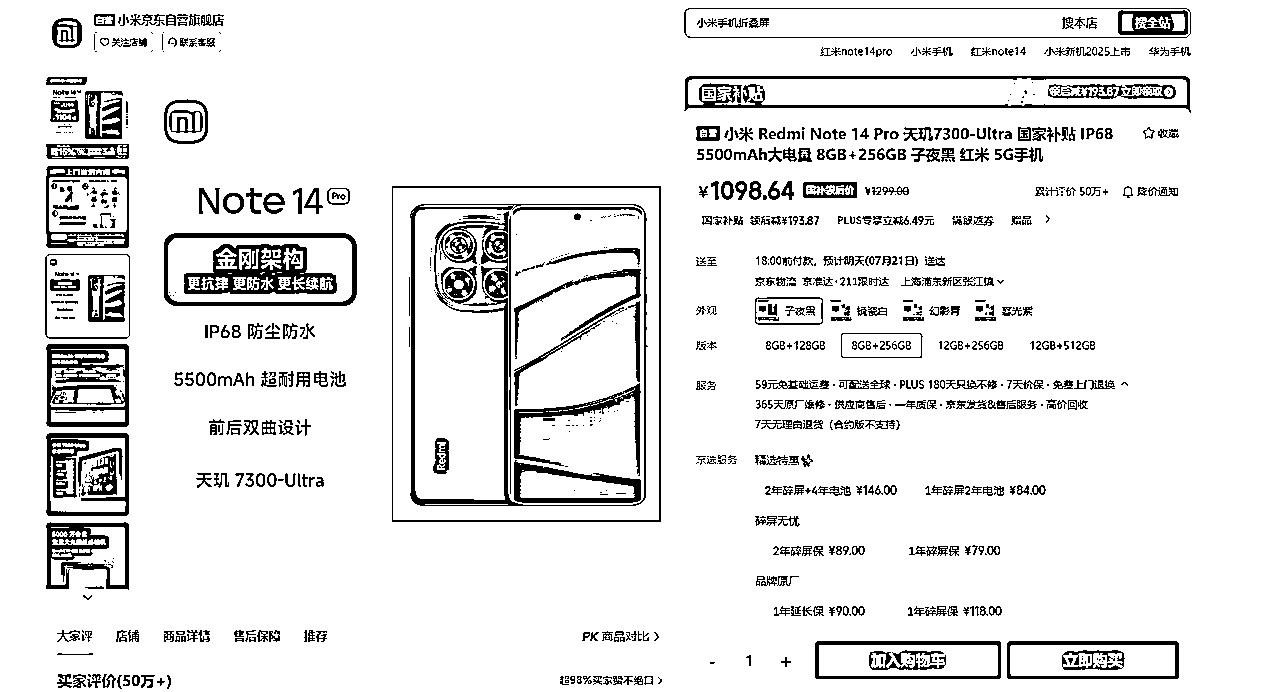 自营 小米京东自营旗舰店
关注店铺 联系客服
小米手机折叠屏 搜本店 搜全站
红米note14pro 小米手机 红米note14 小米新机2025上市 华为手机
国家补贴 领后减¥193.87 立即领取
Note 14 Pro
金刚架构
更抗摔 更防水 更长续航
IP68 防尘防水
5500mAh 超耐用电池
前后双曲设计
天玑 7300-Ultra
Redmi
自营 小米 Redmi Note 14 Pro 天玑7300-Ultra 国家补贴 IP68
5500mAh大电量 8GB+256GB 子夜黑 红米 5G手机
收藏
¥1098.64 国补领后价 ¥1299.00 累计评价 50万+ 降价通知
国家补贴 领后减¥193.87 PLUS专享立减6.49元 满额返券 赠品
送至 18:00前付款，预计明天(07月21日) 送达
京东物流 京准达·211限时达 上海浦东新区张江镇
外观 子夜黑 镜瓷白 幻影青 暮光紫
版本 8GB+128GB 8GB+256GB 12GB+256GB 12GB+512GB
服务 59元免基础运费·可配送全球·PLUS 180天只换不修·7天价保·免费上门退换
365天原厂维修·供应商售后·一年质保·京东发货&售后服务·高价回收
7天无理由退货（合约版不支持）
京选服务 精选特惠
2年碎屏+4年电池 ¥146.00 1年碎屏2年电池 ¥84.00
碎屏无忧
2年碎屏保 ¥89.00 1年碎屏保 ¥79.00
品牌原厂
1年延长保 ¥90.00 1年碎屏保 ¥118.00
- 1 + 加入购物车 立即购买
大家评 店铺 商品详情 售后保障 推荐 PK 商品对比
买家评价(50万+) 超98%买家赞不绝口